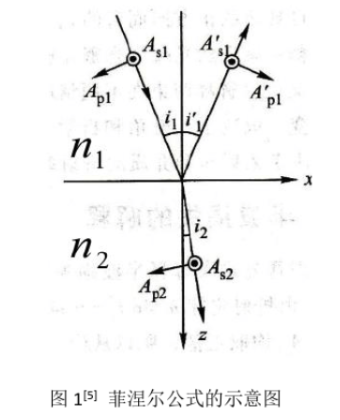 A_s1 A'_s1
A_p1 A'_p1
i_1 i'_1
n_1
x
i_2
n_2
A_s2
A_p2
z
图 1[5] 菲涅尔公式的示意图